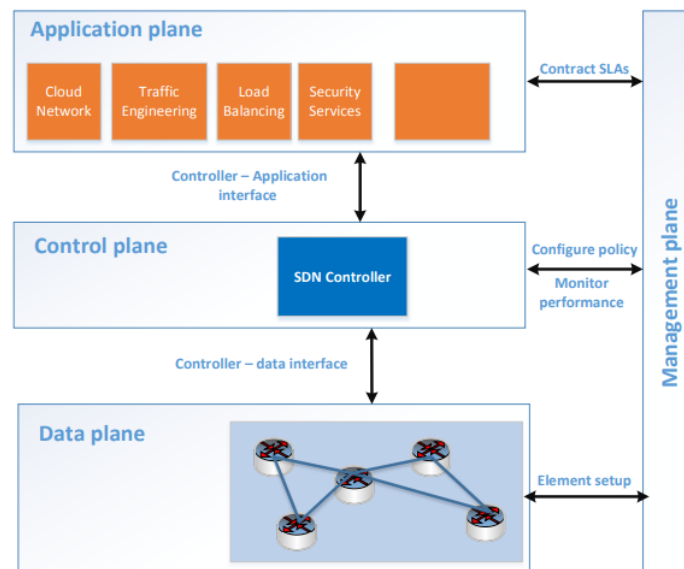 Application plane
Cloud
Network
Traffic
Engineering
Load
Balancing
Security
Services
Contract SLAs
Controller – Application
interface
Control plane
SDN Controller
Configure policy
Monitor
performance
Management plane
Controller – data interface
Data plane
Element setup